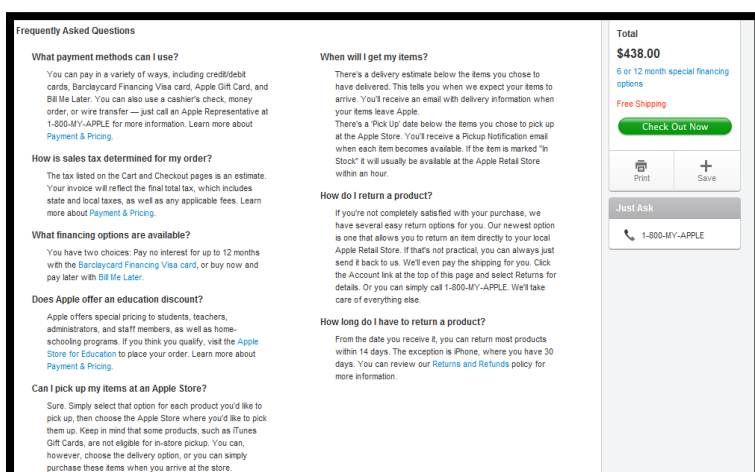 Frequently Asked Questions
What payment methods can I use?
You can pay in a variety of ways, including credit/debit
cards, Barclaycard Financing Visa card, Apple Gift Card, and
Bill Me Later. You can also use a cashier's check, money
order, or wire transfer — just call an Apple Representative at
1-800-MY-APPLE for more information. Learn more about
Payment & Pricing.
How is sales tax determined for my order?
The tax listed on the Cart and Checkout pages is an estimate.
Your invoice will reflect the final total tax, which includes
state and local taxes, as well as any applicable fees. Learn
more about Payment & Pricing.
What financing options are available?
You have two choices: Pay no interest for up to 12 months
with the Barclaycard Financing Visa card, or buy now and
pay later with Bill Me Later.
Does Apple offer an education discount?
Apple offers special pricing to students, teachers,
administrators, and staff members, as well as home-
schooling programs. If you think you qualify, visit the Apple
Store for Education to place your order. Learn more about
Payment & Pricing.
Can I pick up my items at an Apple Store?
Sure. Simply select that option for each product you'd like to
pick up, then choose the Apple Store where you'd like to pick
them up. Keep in mind that some products, such as iTunes
Gift Cards, are not eligible for in-store pickup. You can,
however, choose the delivery option, or you can simply
purchase these items when you arrive at the store.
When will I get my items?
There's a delivery estimate below the items you chose to
have delivered. This tells you when we expect your items to
arrive. You'll receive an email with delivery information when
your items leave Apple.
There's a 'Pick Up' date below the items you chose to pick up
at the Apple Store. You'll receive a Pickup Notification email
when each item becomes available. If the item is marked "In
Stock" it will usually be available at the Apple Retail Store
within an hour.
How do I return a product?
If you're not completely satisfied with your purchase, we
have several easy return options for you. Our newest option
is one that allows you to return an item directly to your local
Apple Retail Store. If that's not practical, you can always just
send it back to us. We'll even pay the shipping for you. Click
the Account link at the top of this page and select Returns for
details. Or you can simply call 1-800-MY-APPLE. We'll take
care of everything else.
How long do I have to return a product?
From the date you receive it, you can return most products
within 14 days. The exception is iPhone, where you have 30
days. You can review our Returns and Refunds policy for
more information.
Total
$438.00
6 or 12 month special financing
options
Free Shipping
Check Out Now
Print
Save
Just Ask
1-800-MY-APPLE